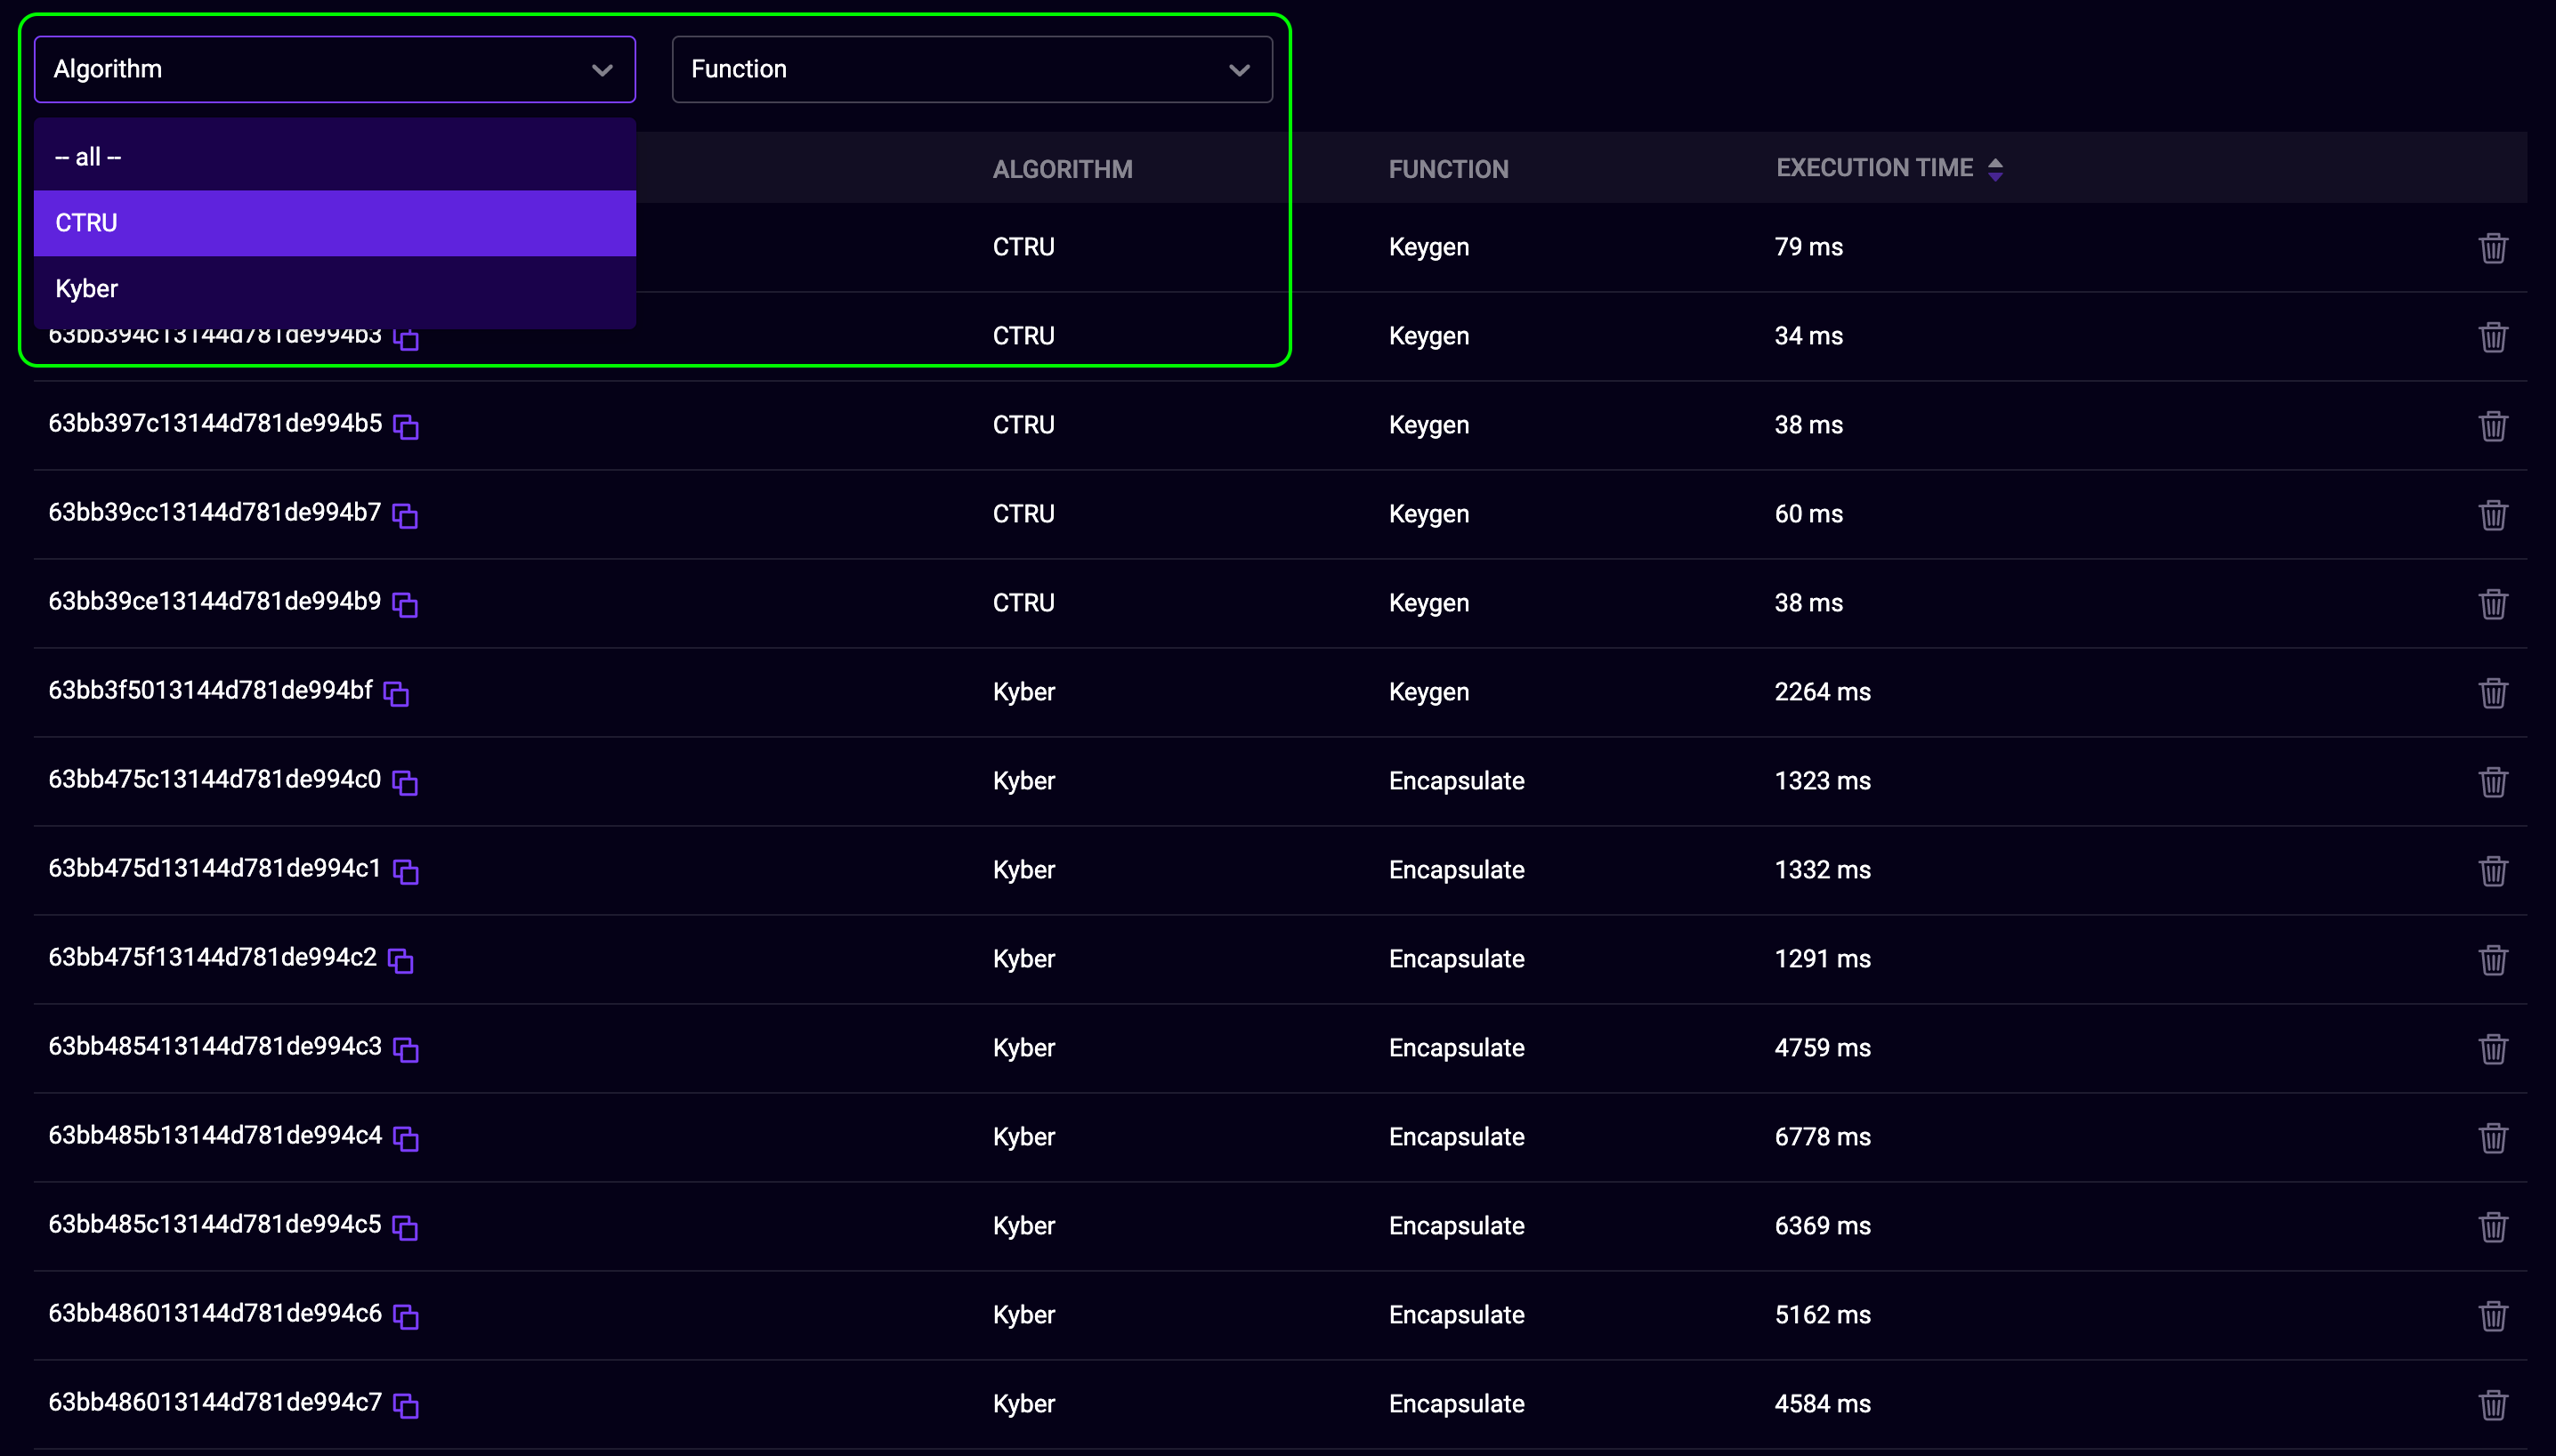 Algorithm Function
-- all --
CTRU
Kyber
ALGORITHM FUNCTION EXECUTION TIME
CTRU Keygen 79 ms
63bb394c13144d781de994b3 CTRU Keygen 34 ms
63bb397c13144d781de994b5 CTRU Keygen 38 ms
63bb39cc13144d781de994b7 CTRU Keygen 60 ms
63bb39ce13144d781de994b9 CTRU Keygen 38 ms
63bb3f5013144d781de994bf Kyber Keygen 2264 ms
63bb475c13144d781de994c0 Kyber Encapsulate 1323 ms
63bb475d13144d781de994c1 Kyber Encapsulate 1332 ms
63bb475f13144d781de994c2 Kyber Encapsulate 1291 ms
63bb485413144d781de994c3 Kyber Encapsulate 4759 ms
63bb485b13144d781de994c4 Kyber Encapsulate 6778 ms
63bb485c13144d781de994c5 Kyber Encapsulate 6369 ms
63bb486013144d781de994c6 Kyber Encapsulate 5162 ms
63bb486013144d781de994c7 Kyber Encapsulate 4584 ms